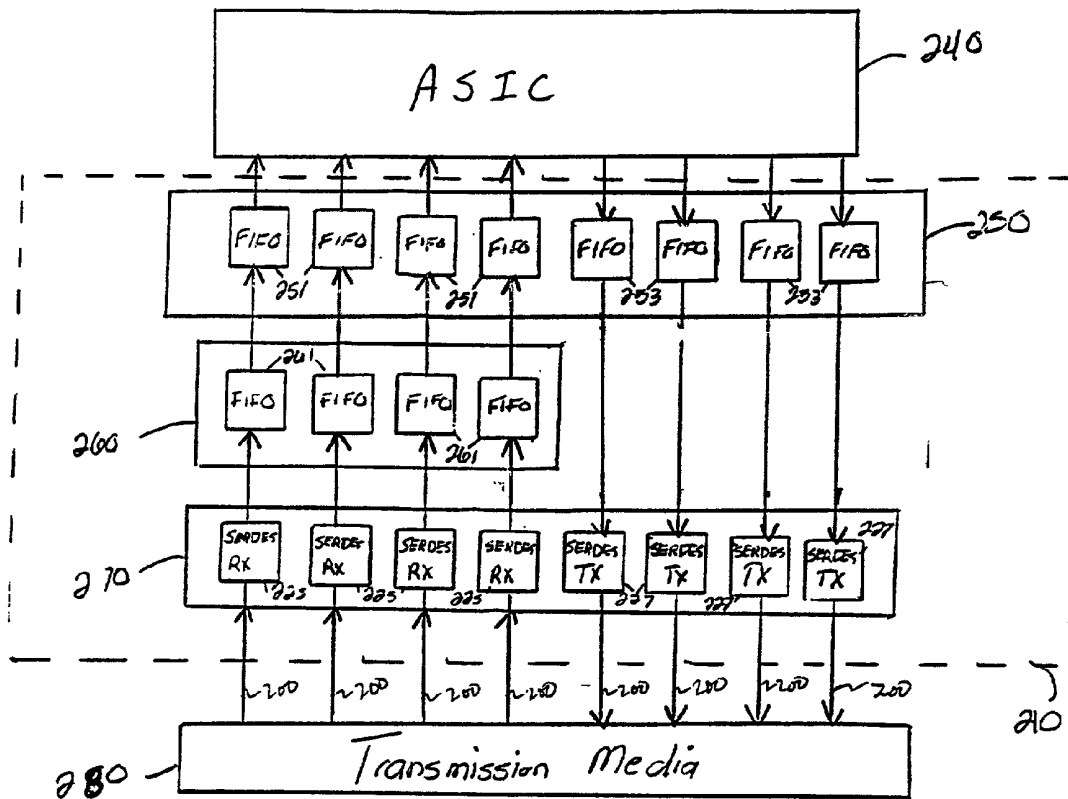 ASIC
240
FIFO FIFO FIFO FIFO FIFO FIFO FIFO FIFO
250
251 251 253 253
261
FIFO FIFO FIFO FIFO
260
261
SERDES RX SERDES RX SERDES RX SERDES RX SERDES TX SERDES TX SERDES TX SERDES TX
227
270
225 225 225 227 227
~200 ~200 ~200 ~200 ~200 ~200 ~200 ~200
210
Transmission Media
280